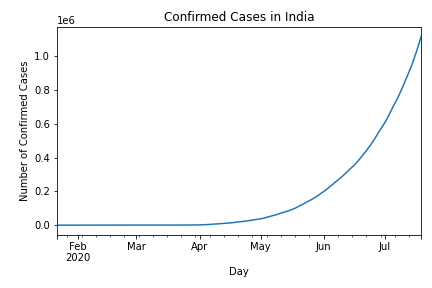 Confirmed Cases in India
1e6
Number of Confirmed Cases
1.0
0.8
0.6
0.4
0.2
0.0
Feb Mar Apr May Jun Jul
2020
Day